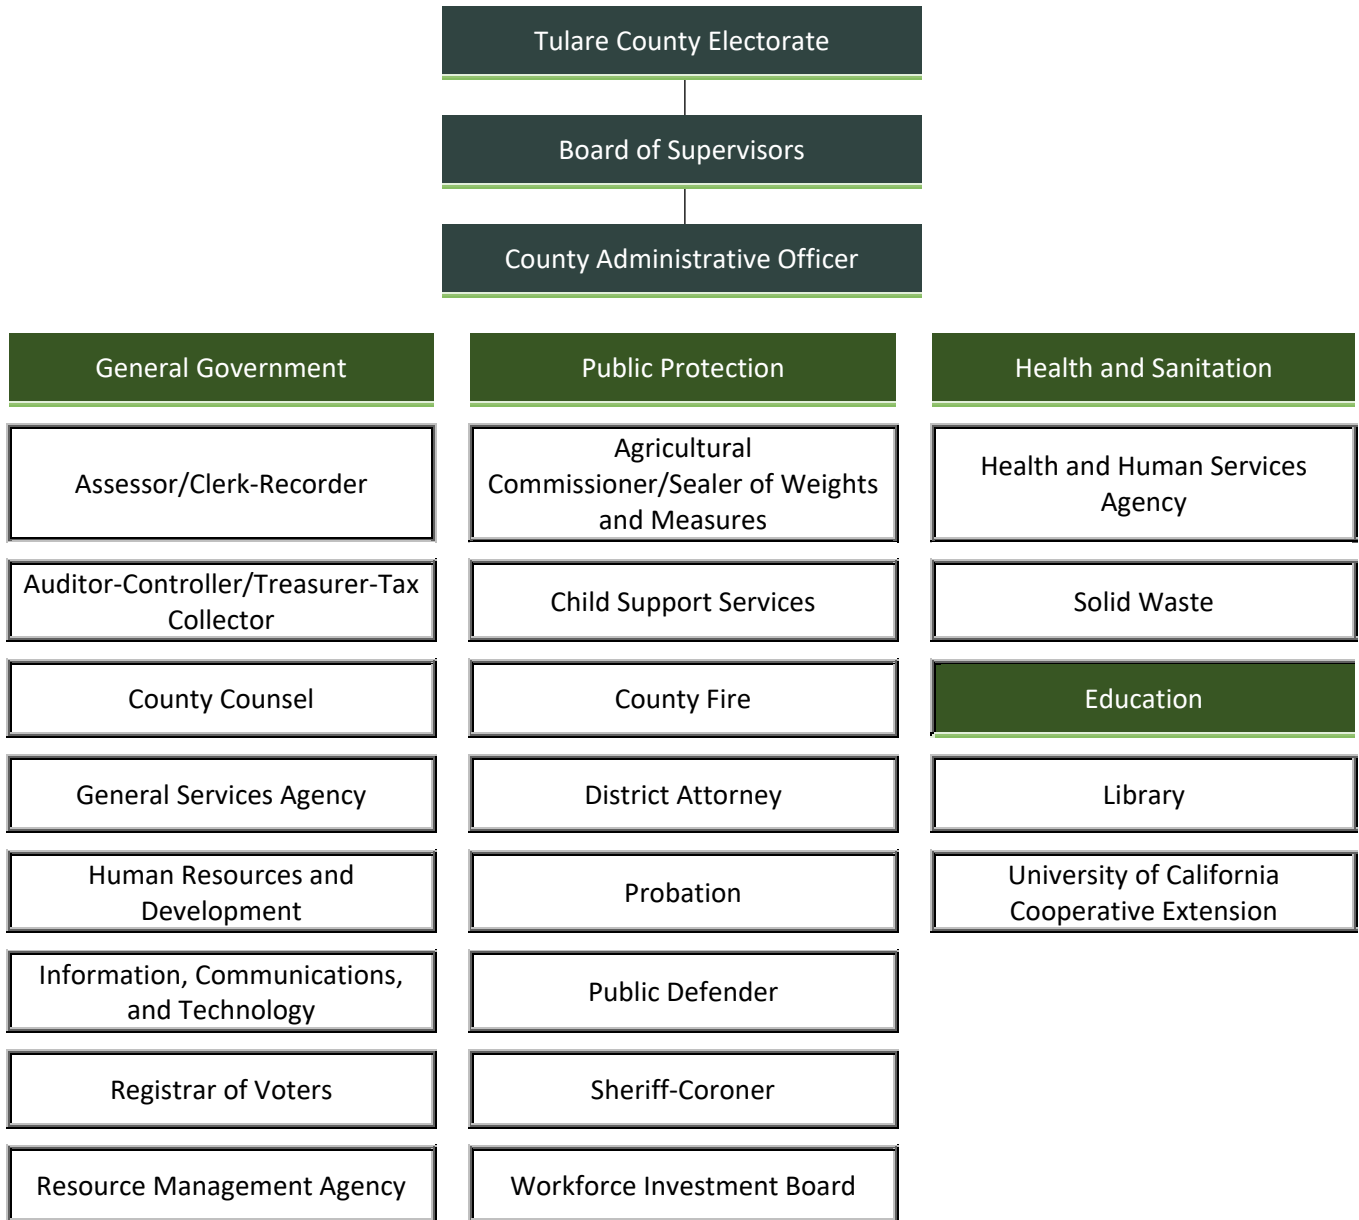 Tulare County Electorate
Board of Supervisors
County Administrative Officer
General Government
Assessor/Clerk-Recorder
Auditor-Controller/Treasurer-Tax
Collector
County Counsel
General Services Agency
Human Resources and
Development
Information, Communications,
and Technology
Registrar of Voters
Resource Management Agency
Public Protection
Agricultural
Commissioner/Sealer of Weights
and Measures
Child Support Services
County Fire
District Attorney
Probation
Public Defender
Sheriff-Coroner
Workforce Investment Board
Health and Sanitation
Health and Human Services
Agency
Solid Waste
Education
Library
University of California
Cooperative Extension